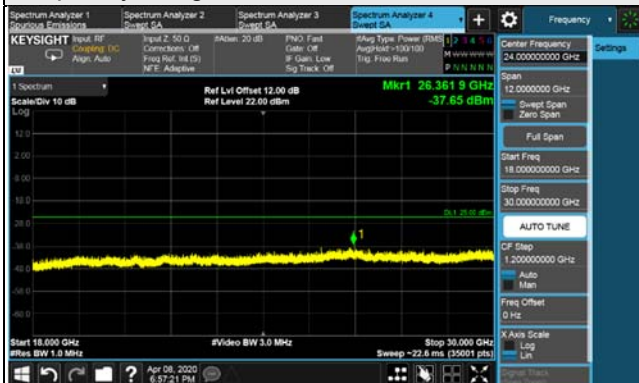 Spectrum Analyzer 1
Spurious Emissions
Spectrum Analyzer 2
Swept SA
Spectrum Analyzer 3
Swept SA
Spectrum Analyzer 4
Swept SA
Frequency
KEYSIGHT
Input: RF
Coupling: DC
Align: Auto
Input Z: 50 Ω
Corrections: Off
Freq Ref: Int (S)
NFE: Adaptive
#Atten: 20 dB
PNO: Fast
Gate: Off
IF Gain: Low
Sig Track: Off
#Avg Type: Power (RMS)
Avg|Hold:>100/100
Trig: Free Run
1 2 3 4 5 6
M W W W W W
P N N N N N
1 Spectrum
Scale/Div 10 dB
Log
Ref Lvl Offset 12.00 dB
Ref Level 22.00 dBm
Mkr1 26.361 9 GHz
-37.65 dBm
12.0
2.00
-8.00
-18.0
-28.0
-38.0
-48.0
-58.0
-68.0
DL1 -25.00 dBm
1
Start 18.000 GHz
#Res BW 1.0 MHz
#Video BW 3.0 MHz
Stop 30.000 GHz
Sweep ~22.6 ms (35001 pts)
Center Frequency
24.000000000 GHz
Settings
Span
12.0000000 GHz
Swept Span
Zero Span
Full Span
Start Freq
18.000000000 GHz
Stop Freq
30.000000000 GHz
AUTO TUNE
CF Step
1.200000000 GHz
Auto
Man
Freq Offset
0 Hz
X Axis Scale
Log
Lin
Signal Track
Apr 08, 2020
6:57:21 PM